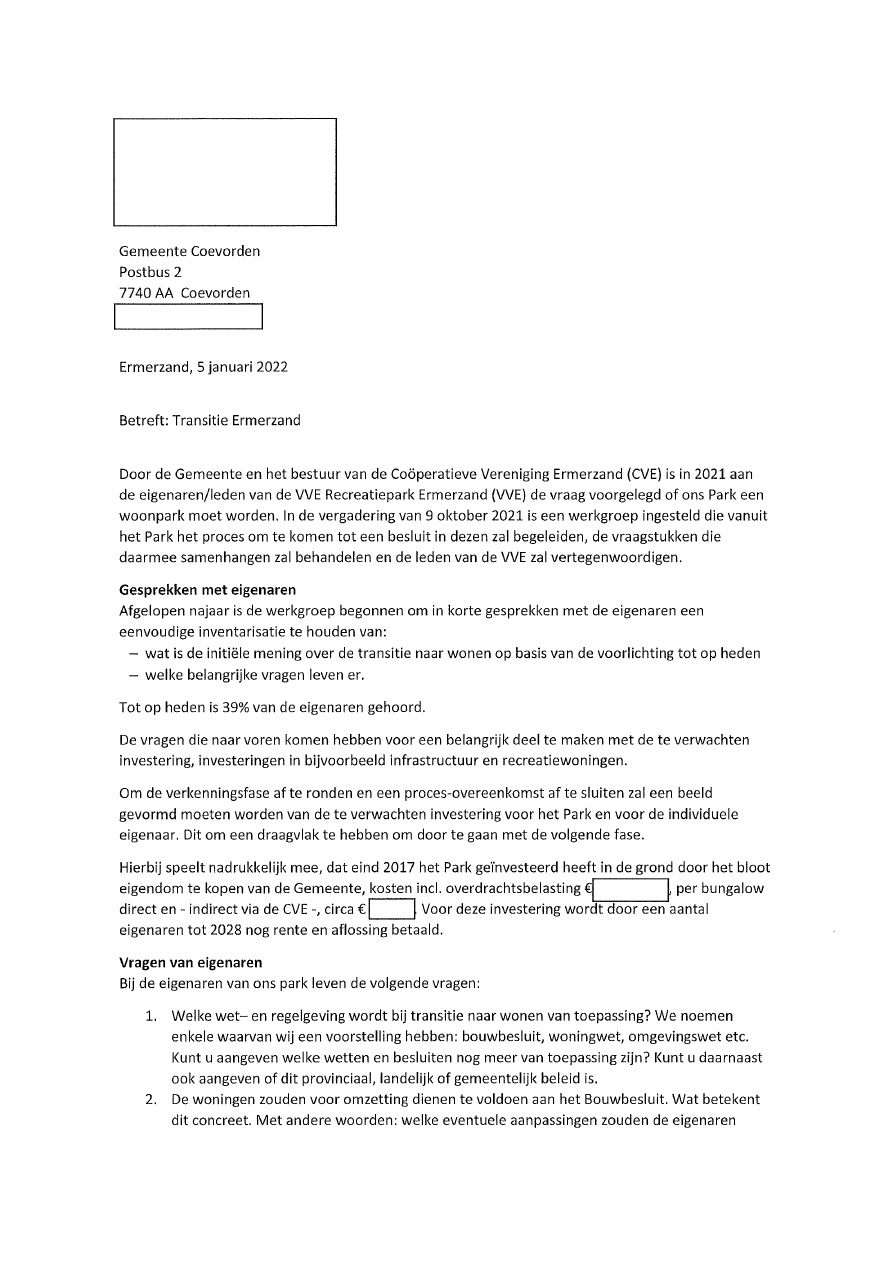 Gemeente Coevorden
Postbus 2
7740 AA  Coevorden
Ermerzand, 5 januari 2022
Betreft: Transitie Ermerzand
Door de Gemeente en het bestuur van de Coöperatieve Vereniging Ermerzand (CVE) is in 2021 aan
de eigenaren/leden van de VVE Recreatiepark Ermerzand (VVE) de vraag voorgelegd of ons Park een
woonpark moet worden. In de vergadering van 9 oktober 2021 is een werkgroep ingesteld die vanuit
het Park het proces om te komen tot een besluit in dezen zal begeleiden, de vraagstukken die
daarmee samenhangen zal behandelen en de leden van de VVE zal vertegenwoordigen.
Gesprekken met eigenaren
Afgelopen najaar is de werkgroep begonnen om in korte gesprekken met de eigenaren een
eenvoudige inventarisatie te houden van:
– wat is de initiële mening over de transitie naar wonen op basis van de voorlichting tot op heden
– welke belangrijke vragen leven er.
Tot op heden is 39% van de eigenaren gehoord.
De vragen die naar voren komen hebben voor een belangrijk deel te maken met de te verwachten
investering, investeringen in bijvoorbeeld infrastructuur en recreatiewoningen.
Om de verkenningsfase af te ronden en een proces-overeenkomst af te sluiten zal een beeld
gevormd moeten worden van de te verwachten investering voor het Park en voor de individuele
eigenaar. Dit om een draagvlak te hebben om door te gaan met de volgende fase.
Hierbij speelt nadrukkelijk mee, dat eind 2017 het Park geïnvesteerd heeft in de grond door het bloot
eigendom te kopen van de Gemeente, kosten incl. overdrachtsbelasting € , per bungalow
direct en - indirect via de CVE -, circa € . Voor deze investering wordt door een aantal
eigenaren tot 2028 nog rente en aflossing betaald.
Vragen van eigenaren
Bij de eigenaren van ons park leven de volgende vragen:
1. Welke wet– en regelgeving wordt bij transitie naar wonen van toepassing? We noemen
enkele waarvan wij een voorstelling hebben: bouwbesluit, woningwet, omgevingswet etc.
Kunt u aangeven welke wetten en besluiten nog meer van toepassing zijn? Kunt u daarnaast
ook aangeven of dit provinciaal, landelijk of gemeentelijk beleid is.
2. De woningen zouden voor omzetting dienen te voldoen aan het Bouwbesluit. Wat betekent
dit concreet. Met andere woorden: welke eventuele aanpassingen zouden de eigenaren